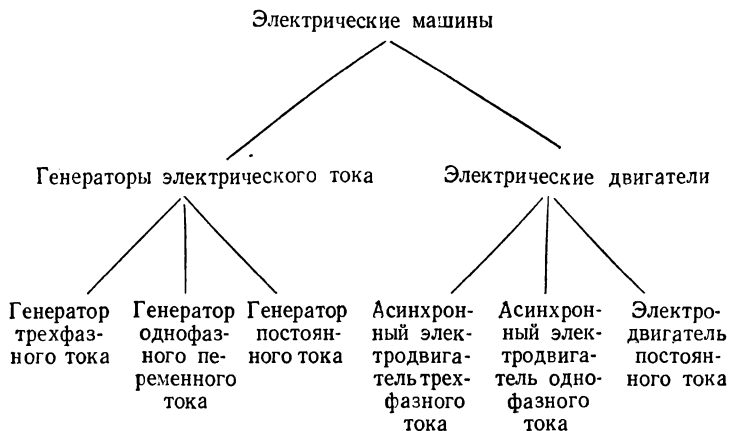 Электрические машины
Генераторы электрического тока
Электрические двигатели
Генератор
трехфаз-
ного тока
Генератор
однофаз-
ного пе-
ременного
тока
Генератор
постоян-
ного тока
Асинхрон-
ный элек-
тродвига-
тель трех-
фазного
тока
Асинхрон-
ный элек-
тродвига-
тель одно-
фазного
тока
Электро-
двигатель
постоян-
ного тока